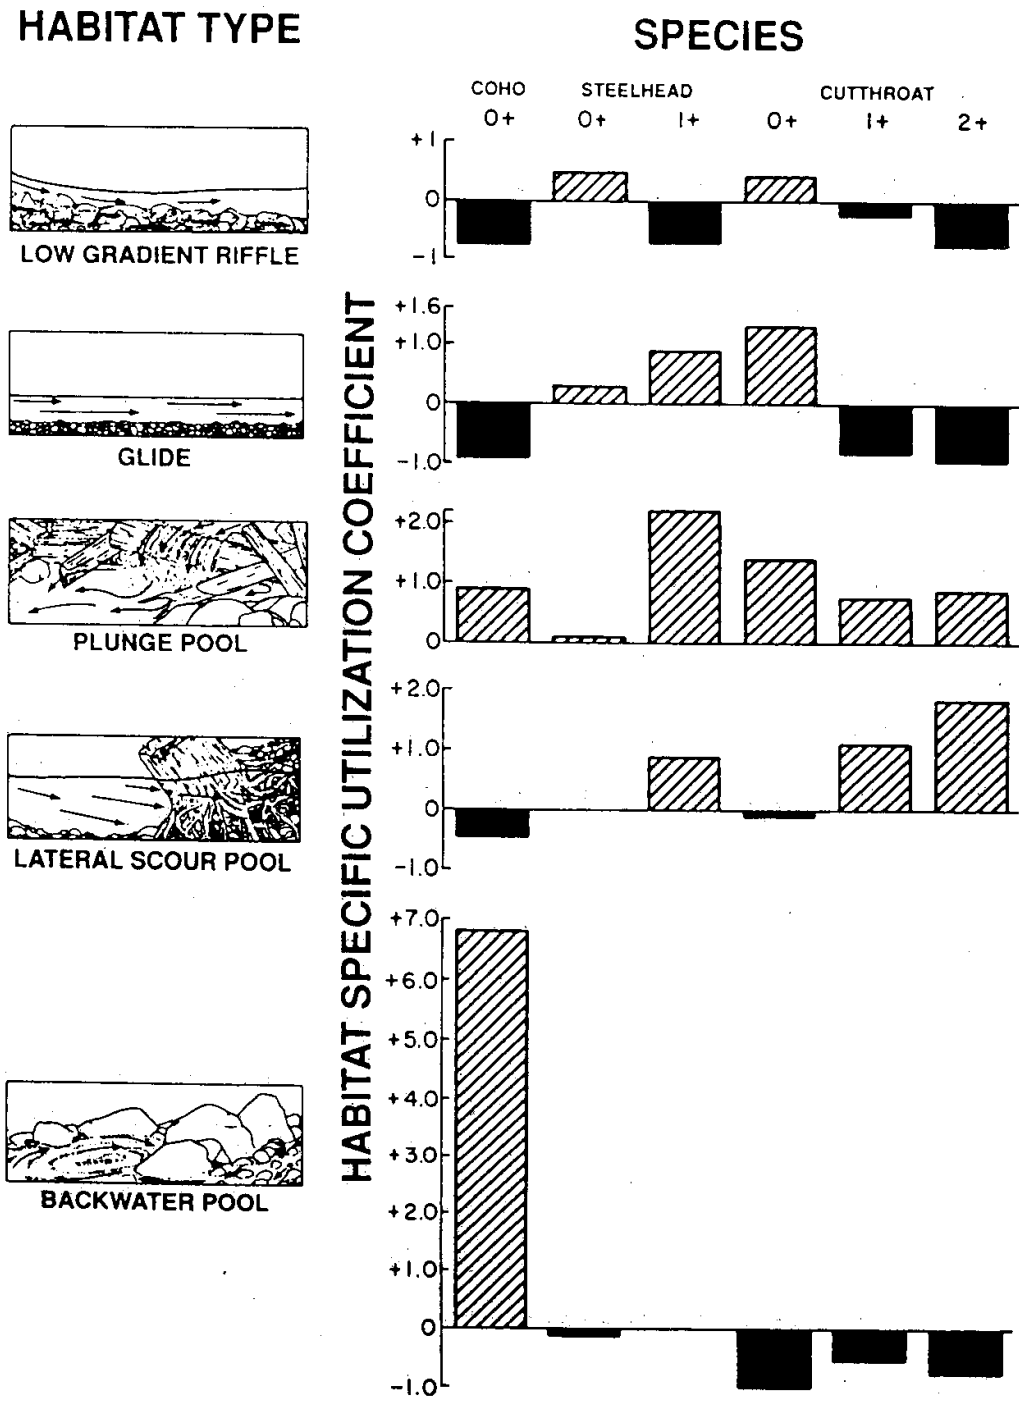 HABITAT TYPE
SPECIES
COHO STEELHEAD CUTTHROAT
0+ 0+ 1+ 0+ 1+ 2+
+1
0
-1
LOW GRADIENT RIFFLE
+1.6
+1.0
0
-1.0
GLIDE
+2.0
+1.0
0
PLUNGE POOL
+2.0
+1.0
0
-1.0
LATERAL SCOUR POOL
+7.0
+6.0
+5.0
+4.0
+3.0
+2.0
+1.0
0
-1.0
BACKWATER POOL
HABITAT SPECIFIC UTILIZATION COEFFICIENT